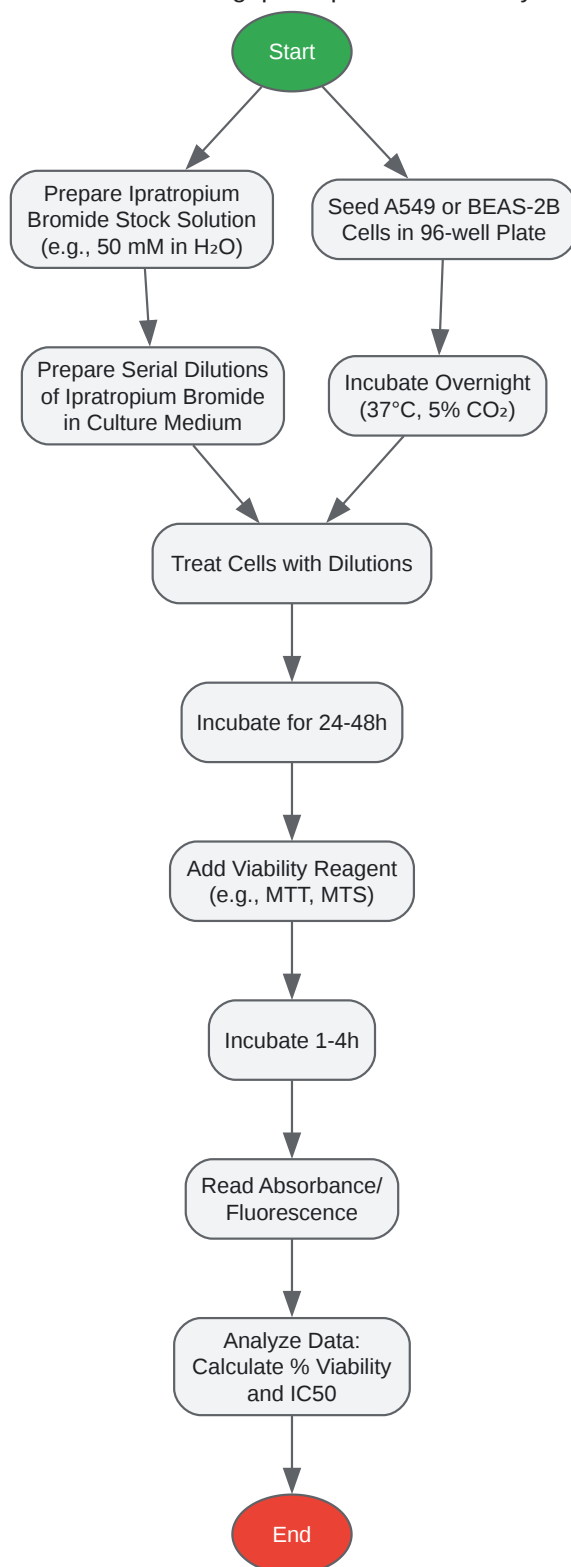 Start
Prepare Ipratropium
Bromide Stock Solution
(e.g., 50 mM in H₂O)
Seed A549 or BEAS-2B
Cells in 96-well Plate
Prepare Serial Dilutions
of Ipratropium Bromide
in Culture Medium
Incubate Overnight
(37°C, 5% CO₂)
Treat Cells with Dilutions
Incubate for 24-48h
Add Viability Reagent
(e.g., MTT, MTS)
Incubate 1-4h
Read Absorbance/
Fluorescence
Analyze Data:
Calculate % Viability
and IC50
End